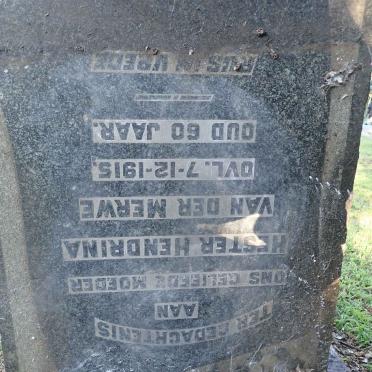 TER GEDACHTENIS
AAN
ONS GELIEFDE MOEDER
HESTER HENDRINA
VAN DER MERWE
OVL. 7-12-1915,
OUD 60 JAAR.
RUS IN VREDE